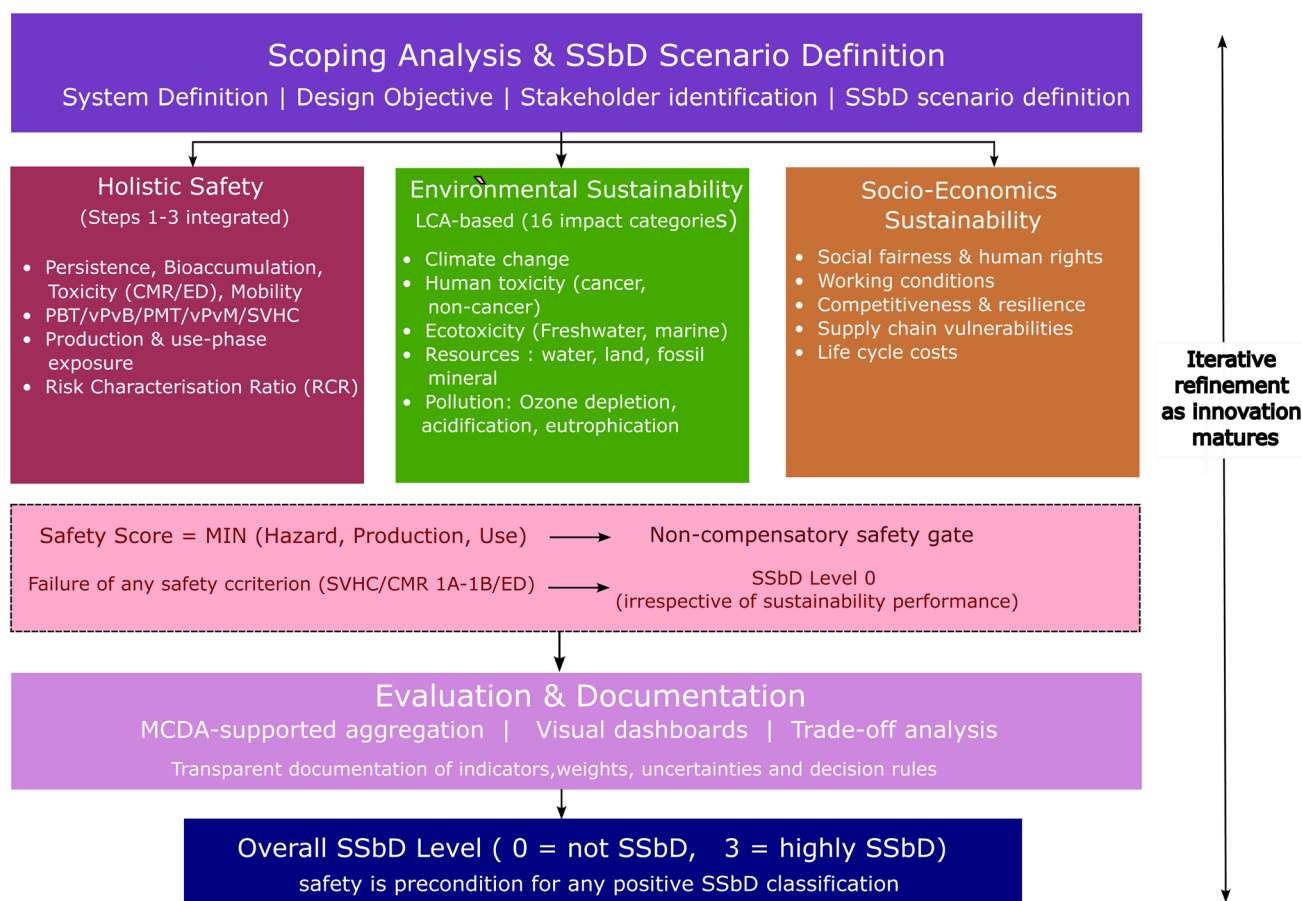 Scoping Analysis & SSbD Scenario Definition
System Definition | Design Objective | Stakeholder identification | SSbD scenario definition
Holistic Safety
(Steps 1-3 integrated)
• Persistence, Bioaccumulation,
Toxicity (CMR/ED), Mobility
• PBT/vPvB/PMT/vPvM/SVHC
• Production & use-phase
exposure
• Risk Characterisation Ratio (RCR)
Environmental Sustainability
LCA-based (16 impact categories)
• Climate change
• Human toxicity (cancer,
non-cancer)
• Ecotoxicity (Freshwater, marine)
• Resources : water, land, fossil
mineral
• Pollution: Ozone depletion,
acidification, eutrophication
Socio-Economics
Sustainability
• Social fairness & human rights
• Working conditions
• Competitiveness & resilience
• Supply chain vulnerabilities
• Life cycle costs
Iterative
refinement
as innovation
matures
Safety Score = MIN (Hazard, Production, Use)
Non-compensatory safety gate
Failure of any safety ccriterion (SVHC/CMR 1A-1B/ED)
SSbD Level 0
(irrespective of sustainability performance)
Evaluation & Documentation
MCDA-supported aggregation | Visual dashboards | Trade-off analysis
Transparent documentation of indicators,weights, uncertainties and decision rules
Overall SSbD Level ( 0 = not SSbD, 3 = highly SSbD)
safety is precondition for any positive SSbD classification